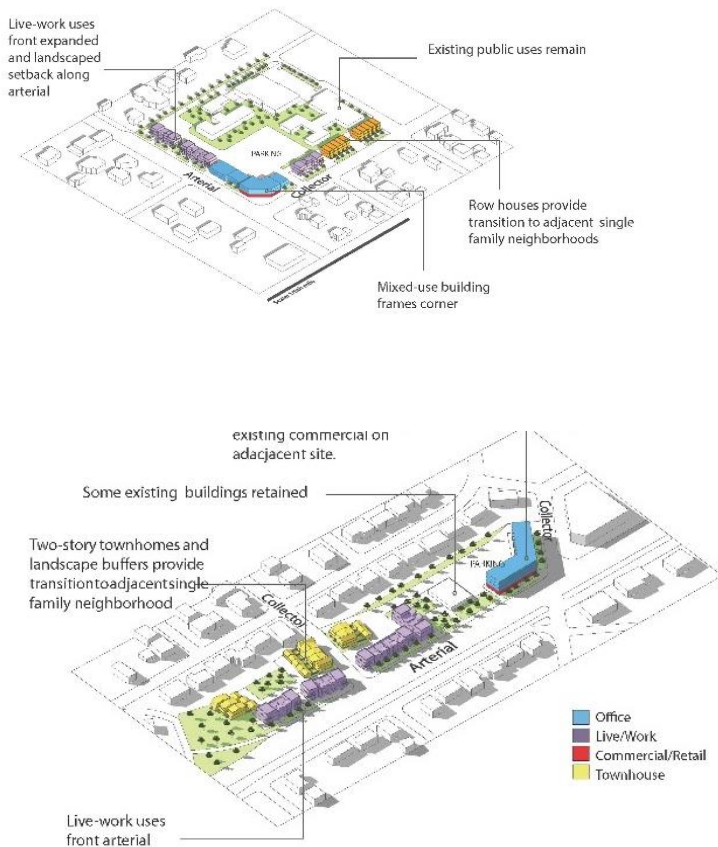 Live-work uses
front expanded
and landscaped
setback along
arterial
Existing public uses remain
PARKING
Arterial
Collector
Row houses provide
transition to adjacent single
family neighborhoods
Mixed-use building
frames corner
existing commercial on
adacjacent site.
Some existing buildings retained
Collector
Two-story townhomes and
landscape buffers provide
transitiontoadjacentsingle
family neighborhood
PARKING
Collector
Arterial
Office
Live/Work
Commercial/Retail
Townhouse
Live-work uses
front arterial